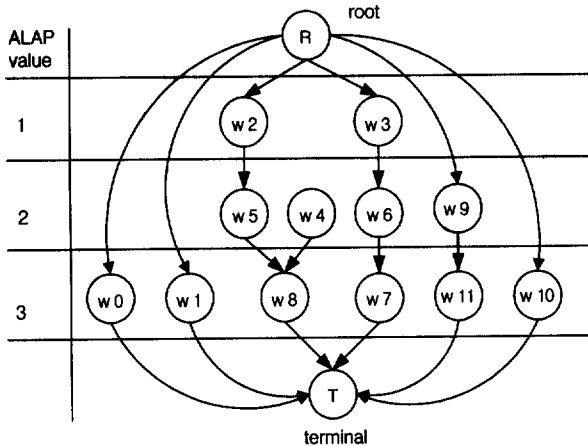 root
ALAP
value
R
1
w 2
w 3
2
w 5
w 4
w 6
w 9
3
w 0
w 1
w 8
w 7
w 11
w 10
T
terminal